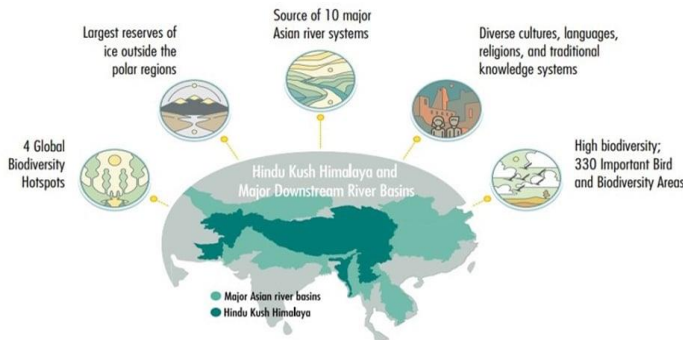 Source of 10 major
Asian river systems
Largest reserves of
ice outside the
polar regions
Diverse cultures, languages,
religions, and traditional
knowledge systems
4 Global
Biodiversity
Hotspots
High biodiversity;
330 Important Bird
and Biodiversity Areas
Hindu Kush Himalaya and
Major Downstream River Basins
Major Asian river basins
Hindu Kush Himalaya